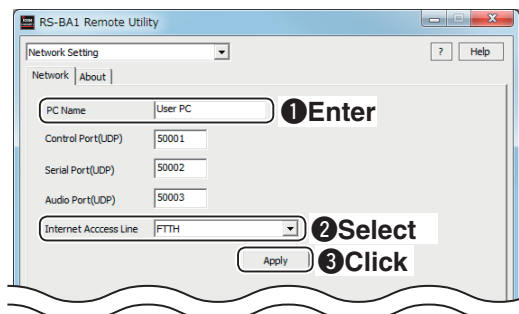 RS-BA1 Remote Utility
Network Setting ? Help
Network About
PC Name User PC ❶Enter
Control Port(UDP) 50001
Serial Port(UDP) 50002
Audio Port(UDP) 50003
Internet Acccess Line FTTH ❷Select
Apply ❸Click